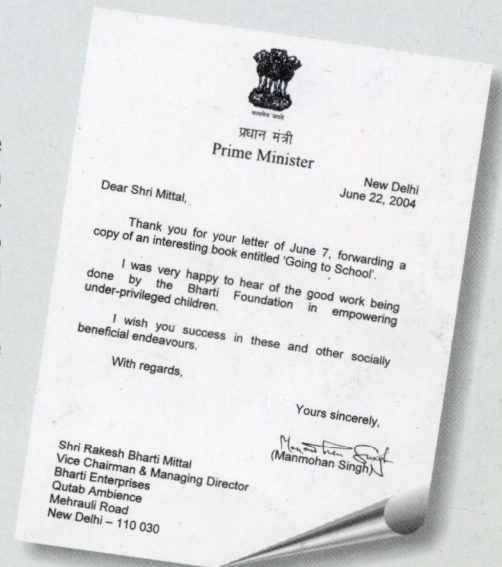 सत्यमेव जयते
प्रधान मंत्री
Prime Minister
New Delhi
June 22, 2004
Dear Shri Mittal,
Thank you for your letter of June 7, forwarding a
copy of an interesting book entitled 'Going to School'.
I was very happy to hear of the good work being
done by the Bharti Foundation in empowering
under-privileged children.
I wish you success in these and other socially
beneficial endeavours.
With regards,
Yours sincerely,
Manmohan Singh
(Manmohan Singh)
Shri Rakesh Bharti Mittal
Vice Chairman & Managing Director
Bharti Enterprises
Qutab Ambience
Mehrauli Road
New Delhi – 110 030